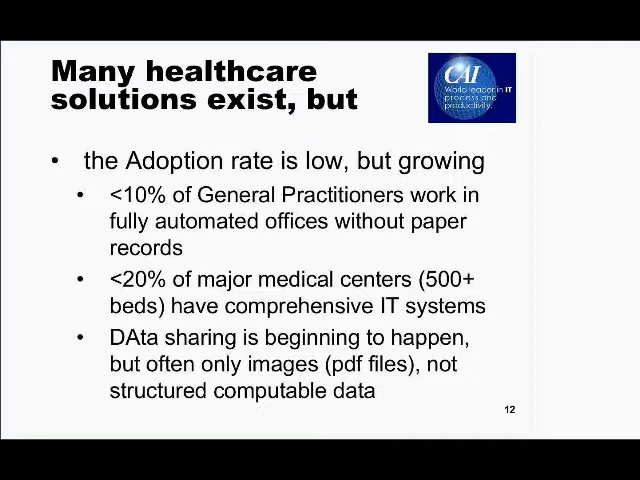 Many healthcare
solutions exist, but
CAI
World leader in IT
process and
productivity.
• the Adoption rate is low, but growing
• <10% of General Practitioners work in
fully automated offices without paper
records
• <20% of major medical centers (500+
beds) have comprehensive IT systems
• DAta sharing is beginning to happen,
but often only images (pdf files), not
structured computable data
12